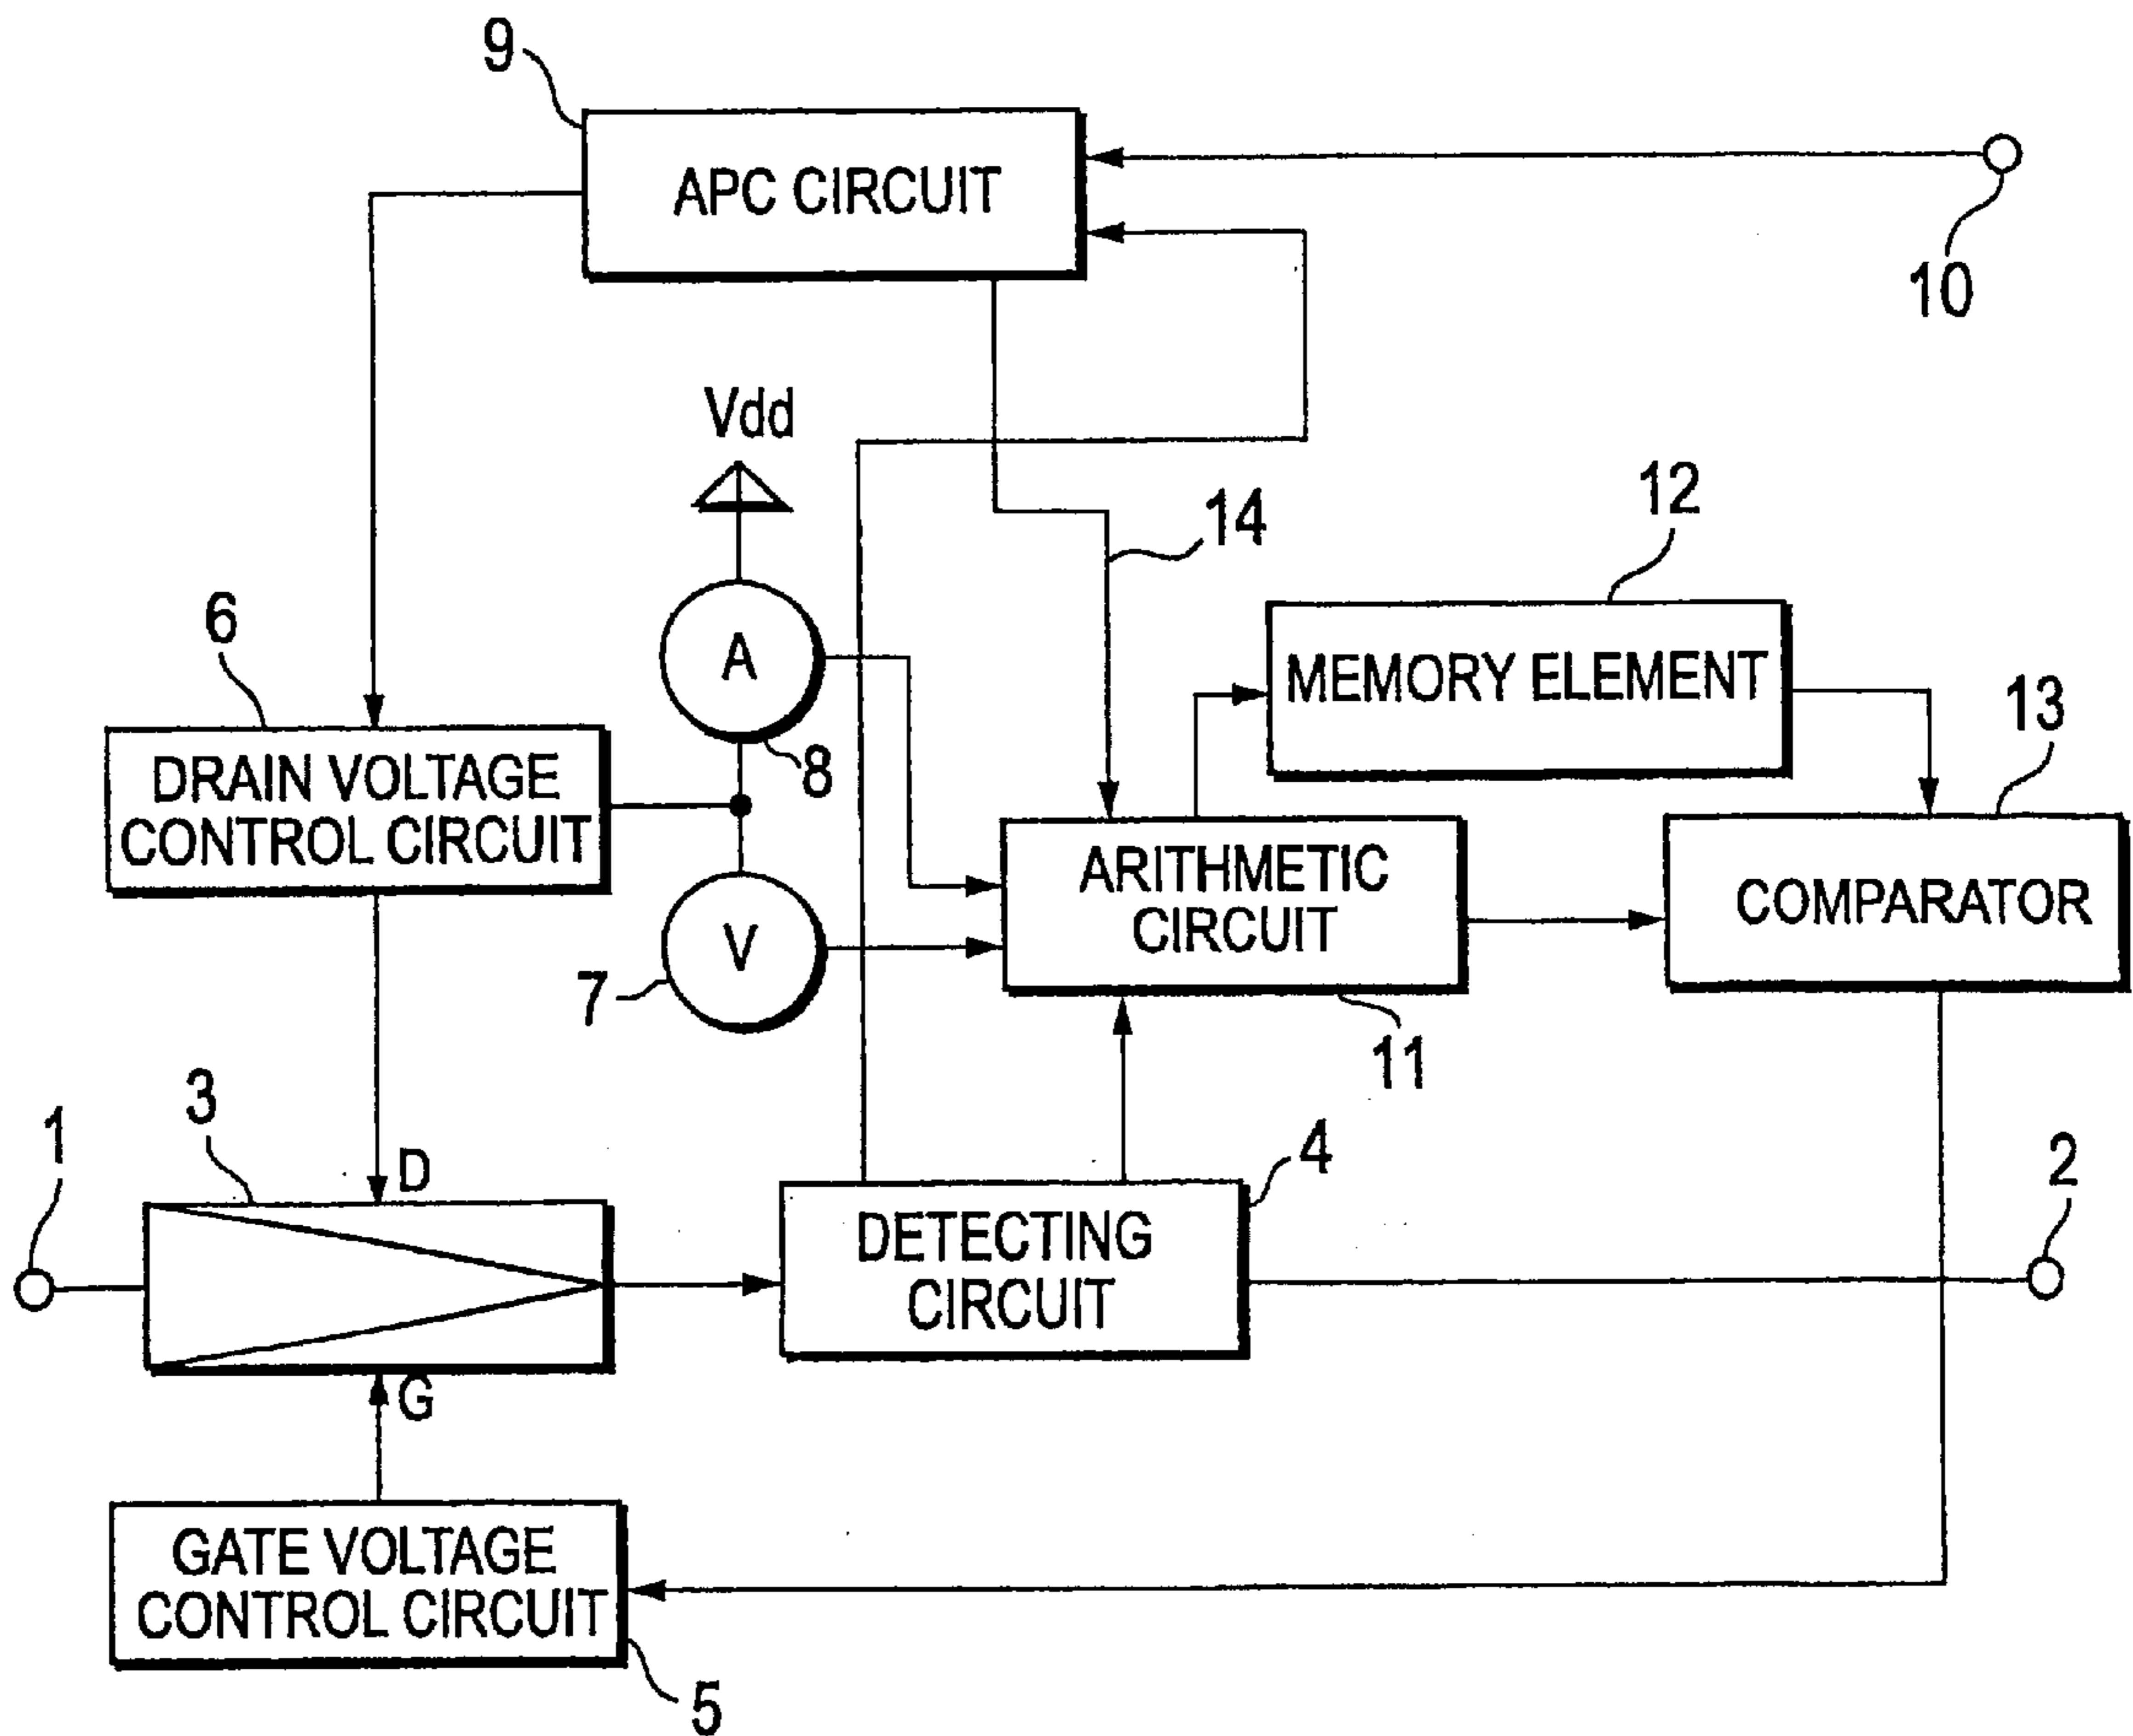 9
APC CIRCUIT
10
Vdd
14
12
6
A
MEMORY ELEMENT
13
8
DRAIN VOLTAGE
CONTROL CIRCUIT
ARITHMETIC
CIRCUIT
COMPARATOR
V
7
11
3
1
D
4
2
DETECTING
CIRCUIT
G
GATE VOLTAGE
CONTROL CIRCUIT
5